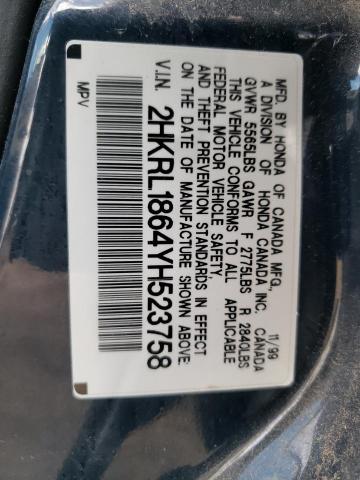 MFD. BY HONDA OF CANADA MFG., 11/99
A DIVISION OF HONDA CANADA INC. CANADA
GVWR 5565LBS GAWR F 2775LBS R 2840LBS
THIS VEHICLE CONFORMS TO ALL APPLICABLE
FEDERAL MOTOR VEHICLE SAFETY,
AND THEFT PREVENTION STANDARDS IN EFFECT
ON THE DATE OF MANUFACTURE SHOWN ABOVE:
V.I.N. 2HKRL1864YH523758
MPV